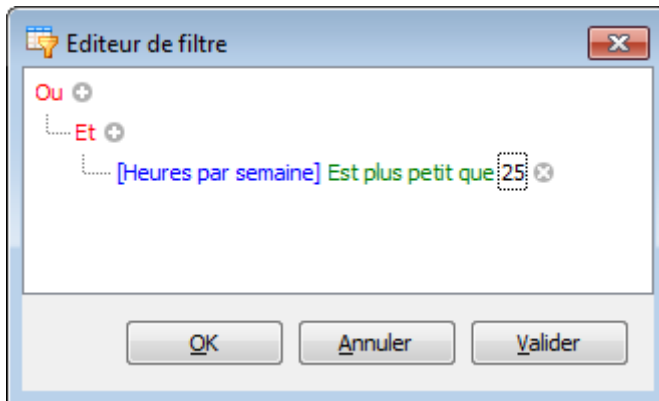 Editeur de filtre
Ou
Et
[Heures par semaine] Est plus petit que 25
OK Annuler Valider